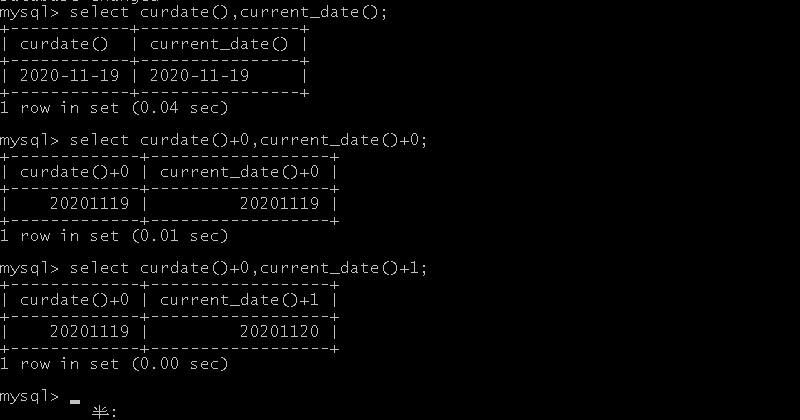 mysql> select curdate(),current_date();
+------------+----------------+
| curdate()  | current_date() |
+------------+----------------+
| 2020-11-19 | 2020-11-19     |
+------------+----------------+
1 row in set (0.04 sec)
mysql> select curdate()+0,current_date()+0;
+-------------+------------------+
| curdate()+0 | current_date()+0 |
+-------------+------------------+
|    20201119 |         20201119 |
+-------------+------------------+
1 row in set (0.01 sec)
mysql> select curdate()+0,current_date()+1;
+-------------+------------------+
| curdate()+0 | current_date()+1 |
+-------------+------------------+
|    20201119 |         20201120 |
+-------------+------------------+
1 row in set (0.00 sec)
mysql> _
半: